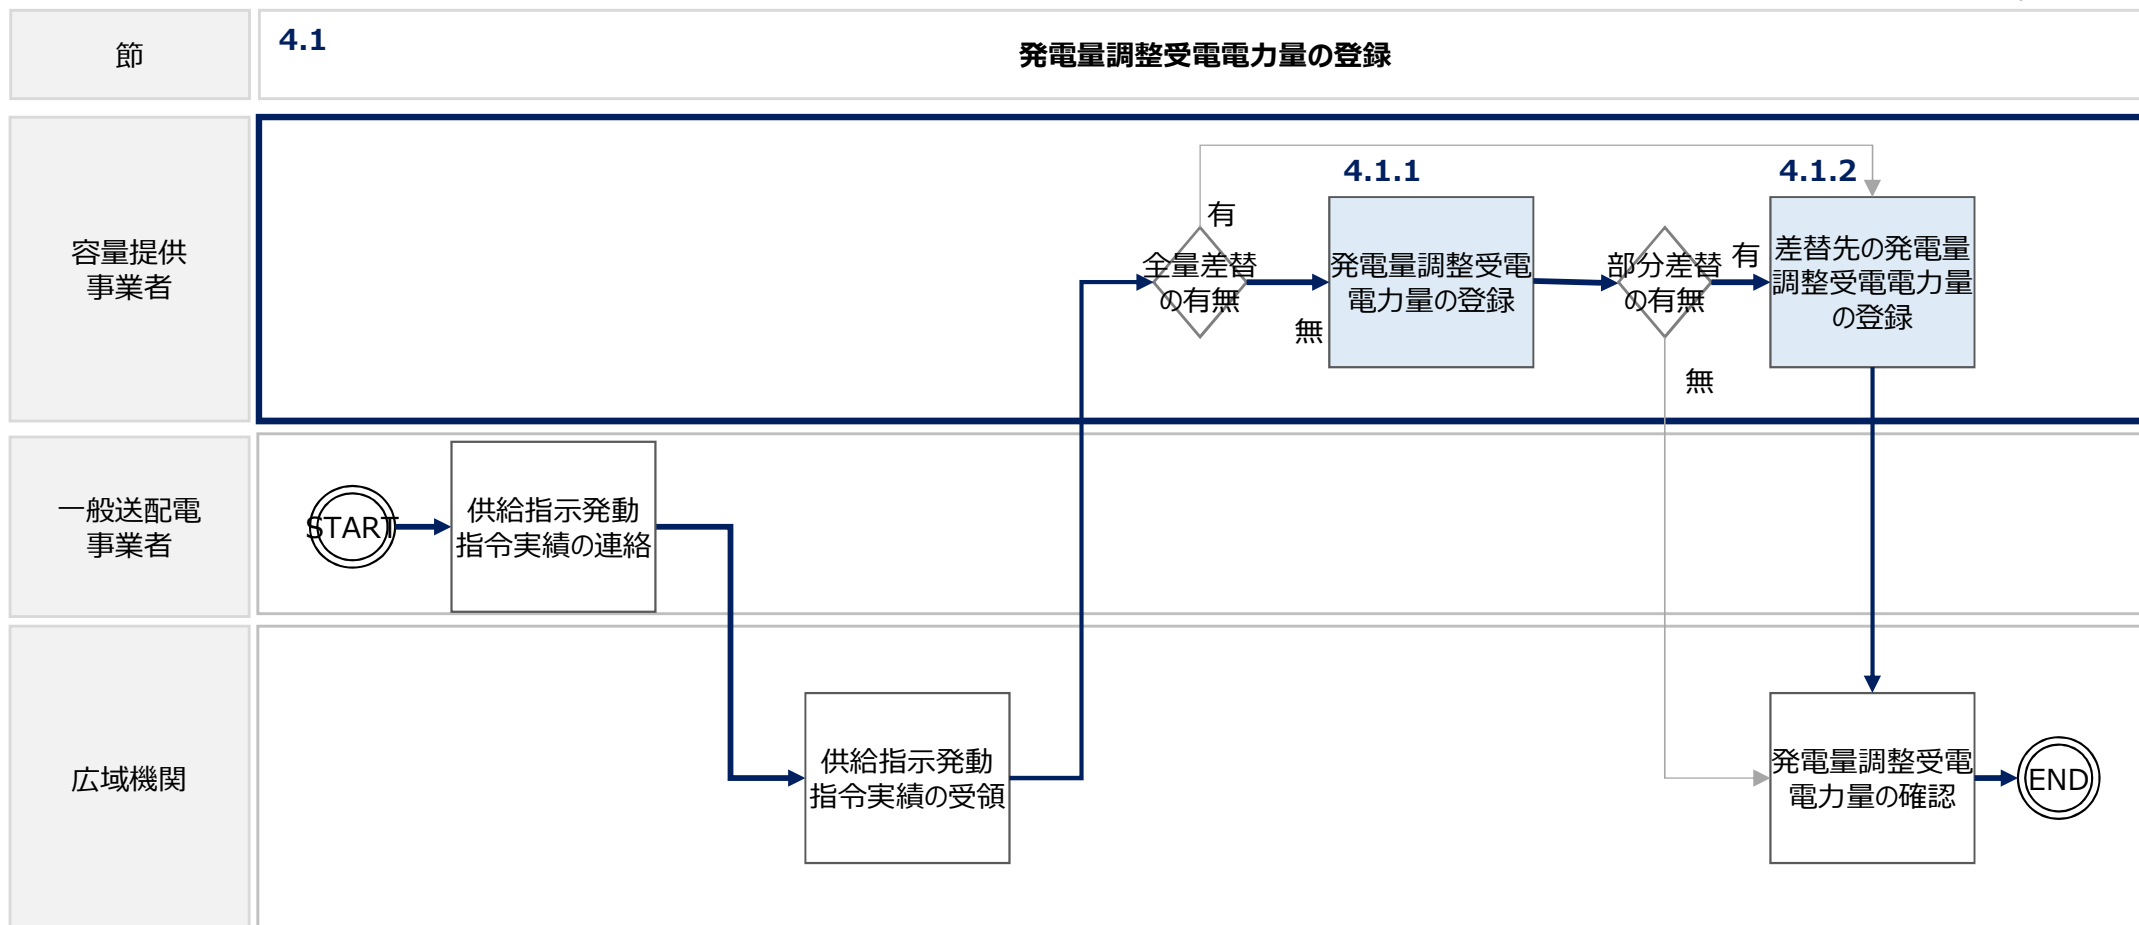 節
4.1
発電量調整受電電力量の登録
容量提供
事業者
4.1.1
4.1.2
有
全量差替
の有無
無
発電量調整受電
電力量の登録
部分差替
の有無
有
無
差替先の発電量
調整受電電力量
の登録
一般送配電
事業者
START
供給指示発動
指令実績の連絡
広域機関
供給指示発動
指令実績の受領
発電量調整受電
電力量の確認
END